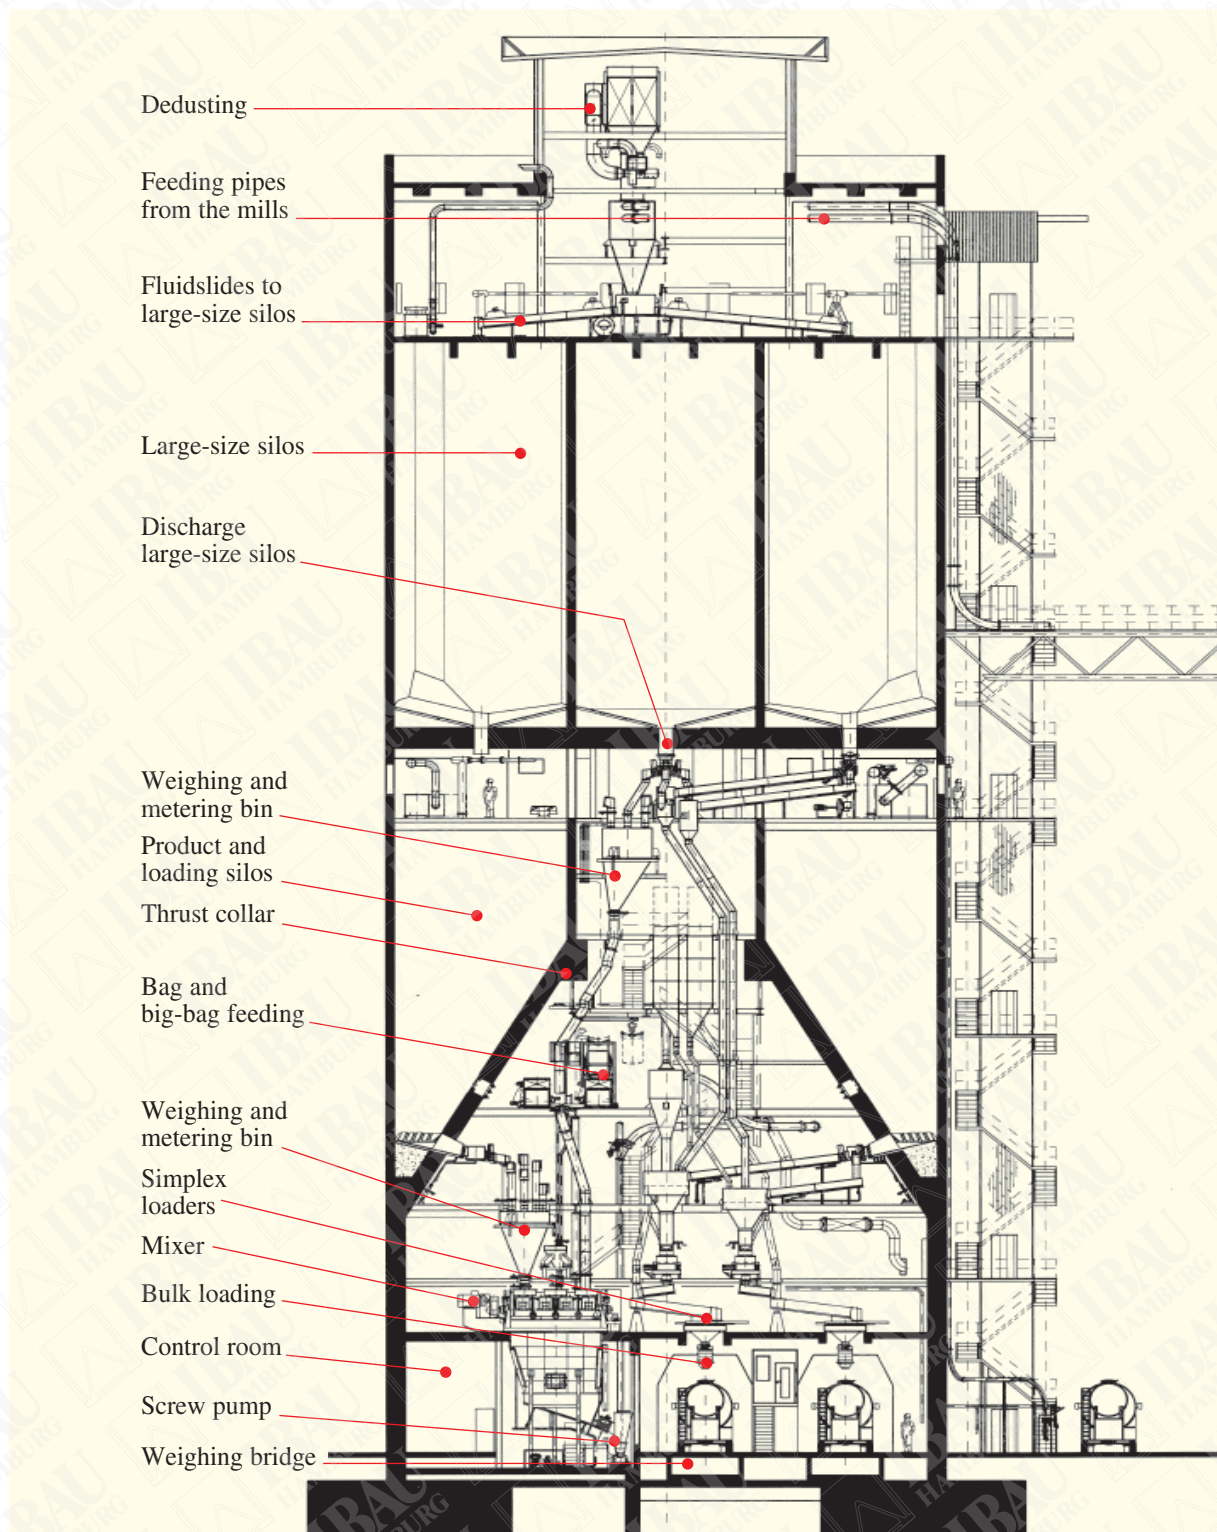 Dedusting
Feeding pipes
from the mills
Fluidslides to
large-size silos
Large-size silos
Discharge
large-size silos
Weighing and
metering bin
Product and
loading silos
Thrust collar
Bag and
big-bag feeding
Weighing and
metering bin
Simplex
loaders
Mixer
Bulk loading
Control room
Screw pump
Weighing bridge
IBAU
HAMBURG